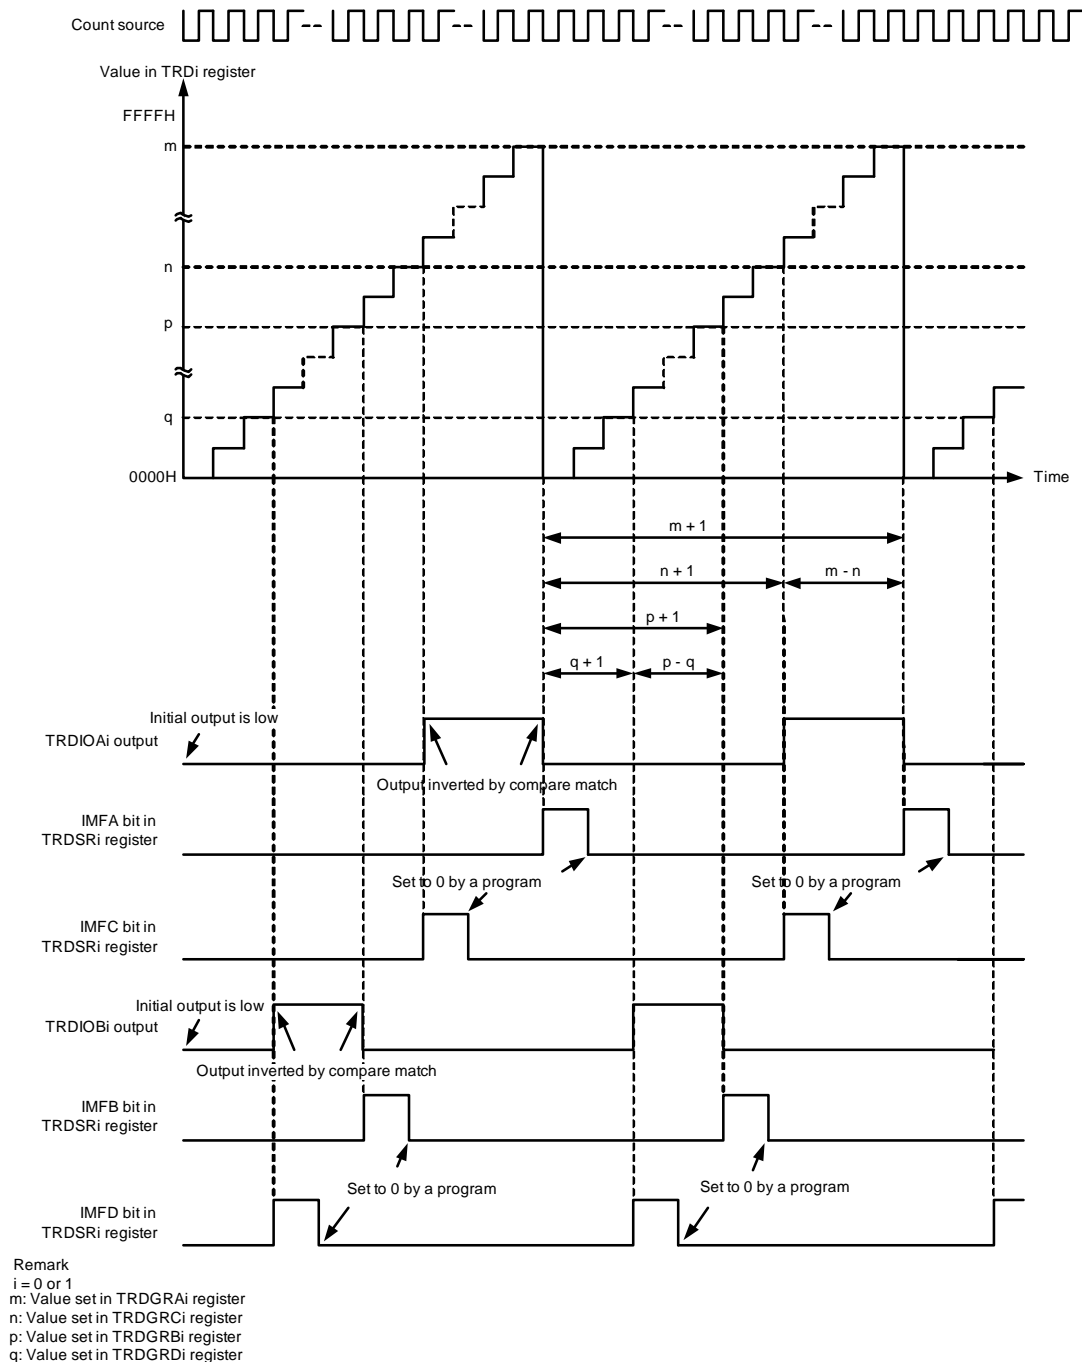 Count source
Value in TRDi register
FFFFH
m
n
p
q
0000H
Time
m + 1
n + 1
m - n
p + 1
q + 1
p - q
Initial output is low
TRDIOAi output
Output inverted by compare match
IMFA bit in
TRDSRi register
Set to 0 by a program
Set to 0 by a program
IMFC bit in
TRDSRi register
Initial output is low
TRDIOBi output
Output inverted by compare match
IMFB bit in
TRDSRi register
Set to 0 by a program
Set to 0 by a program
IMFD bit in
TRDSRi register
Remark
i = 0 or 1
m: Value set in TRDGRAi register
n: Value set in TRDGRCi register
p: Value set in TRDGRBi register
q: Value set in TRDGRDi register